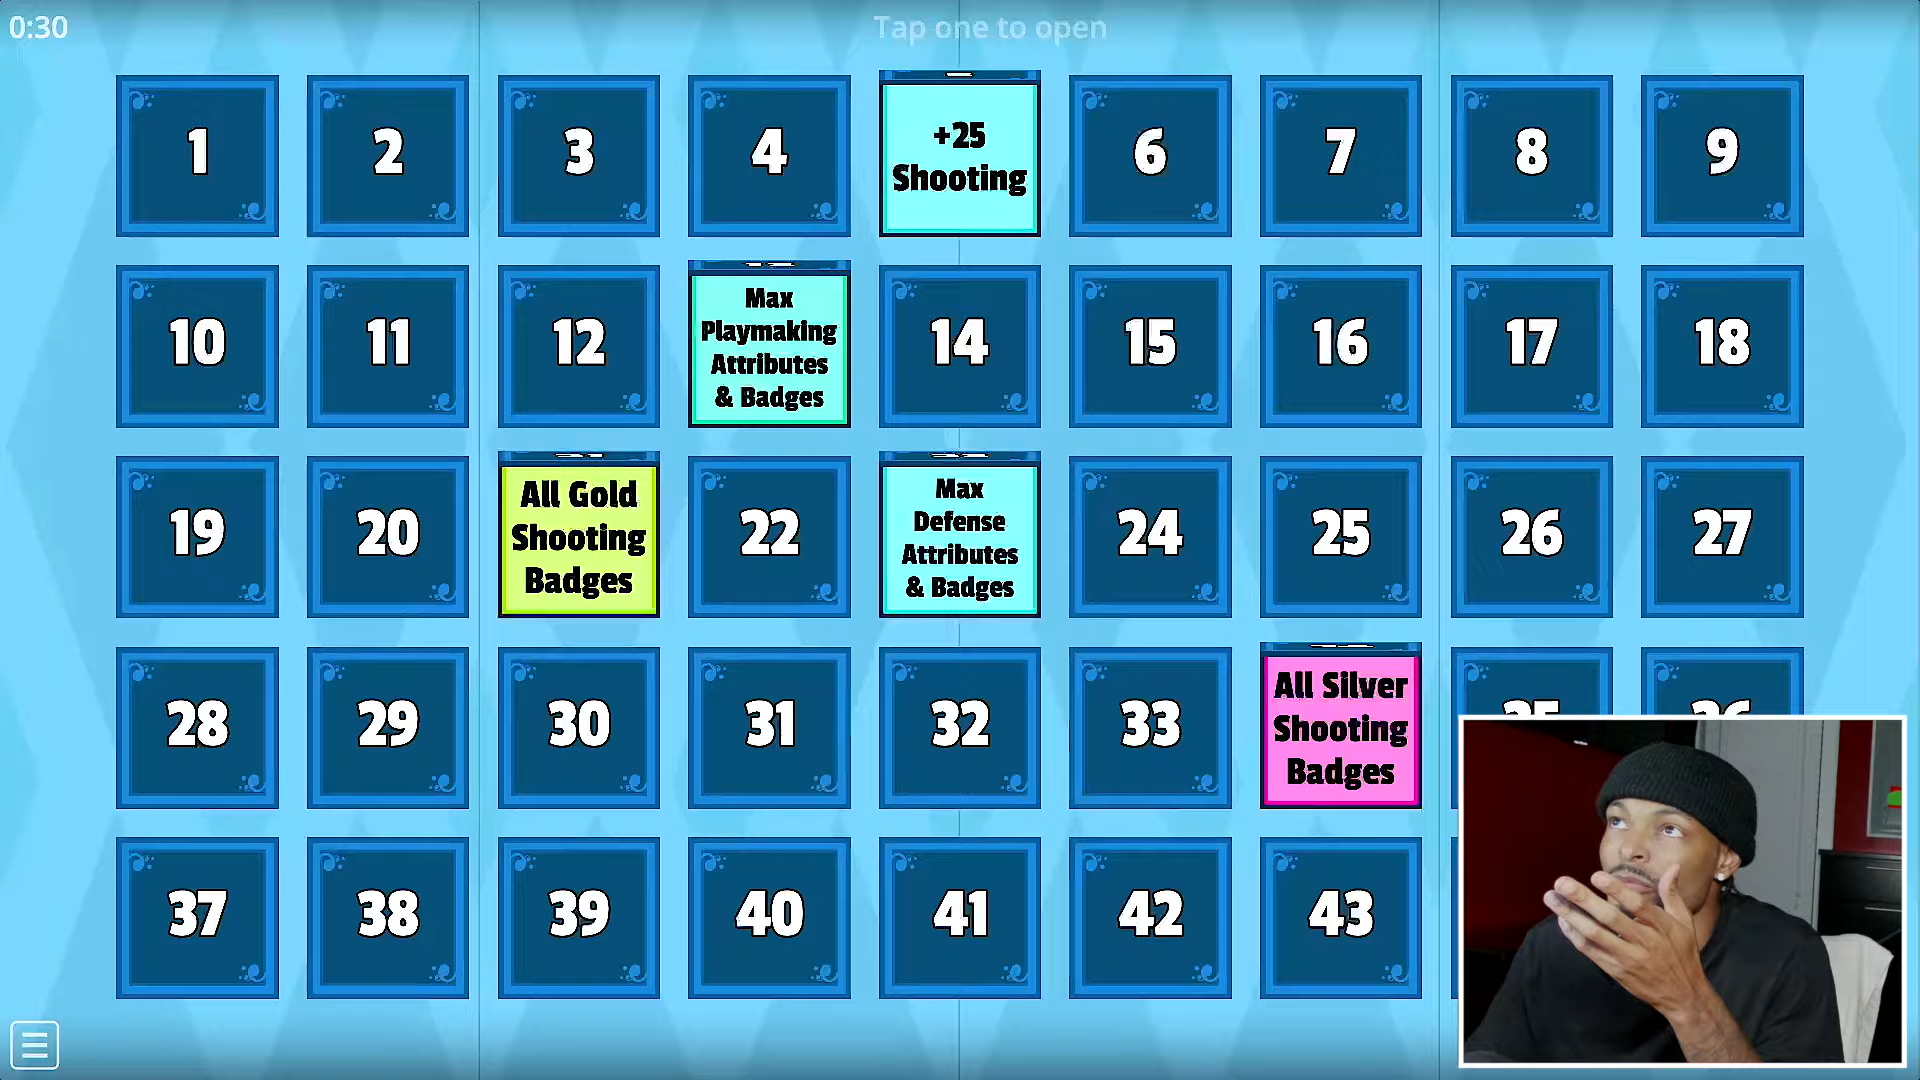 0:30
Tap one to open
1 2 3 4
+25
Shooting
6 7 8 9
10 11 12
Max
Playmaking
Attributes
& Badges
14 15 16 17 18
19 20
All Gold
Shooting
Badges
22
Max
Defense
Attributes
& Badges
24 25 26 27
28 29 30 31 32 33
All Silver
Shooting
Badges
37 38 39 40 41 42 43